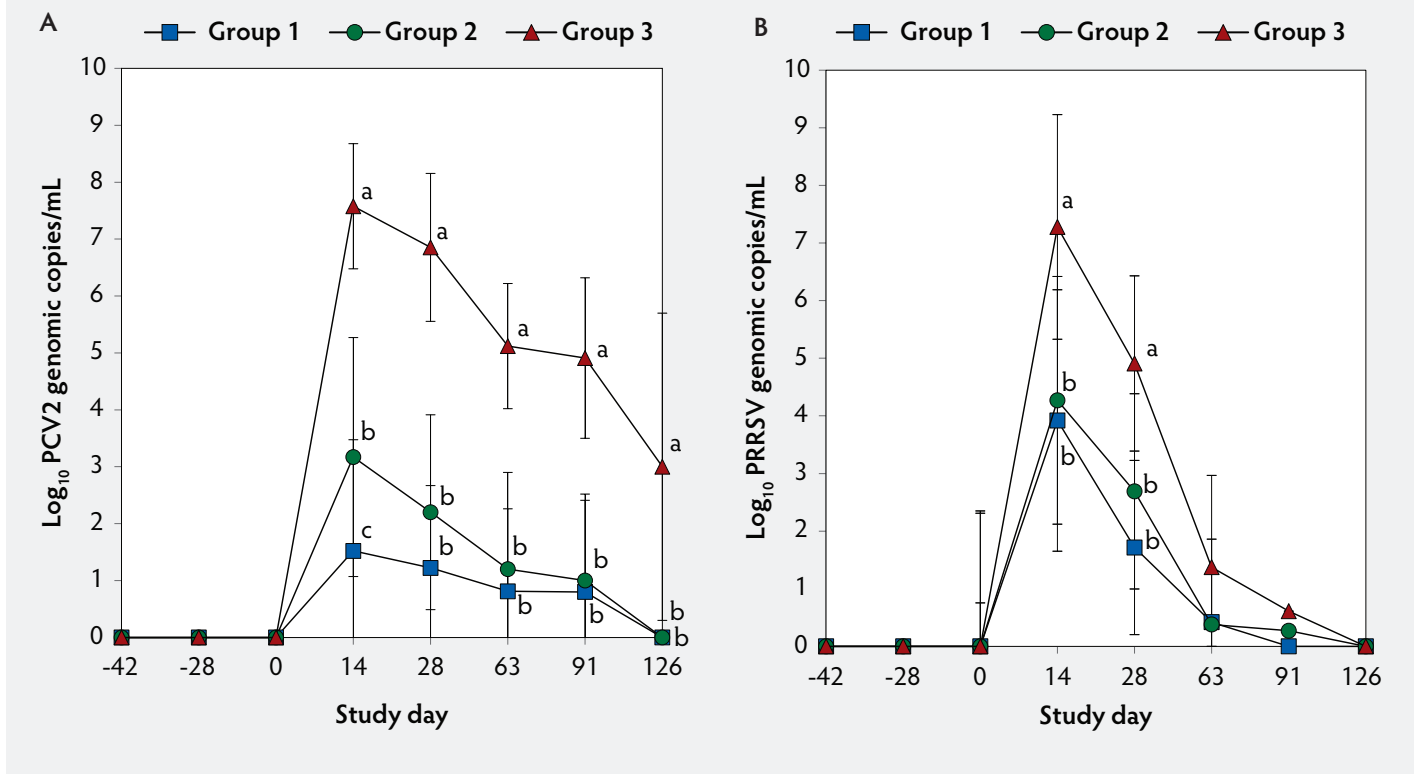 A
Group 1 Group 2 Group 3
10
9
8
7
6
5
4
3
2
1
0
Log10 PCV2 genomic copies/mL
a
a
a
a
a
b
b
b
b
b
c
b
b
b
b
-42 -28 0 14 28 63 91 126
Study day
B
Group 1 Group 2 Group 3
10
9
8
7
6
5
4
3
2
1
0
Log10 PRRSV genomic copies/mL
a
a
b
b
b
b
-42 -28 0 14 28 63 91 126
Study day